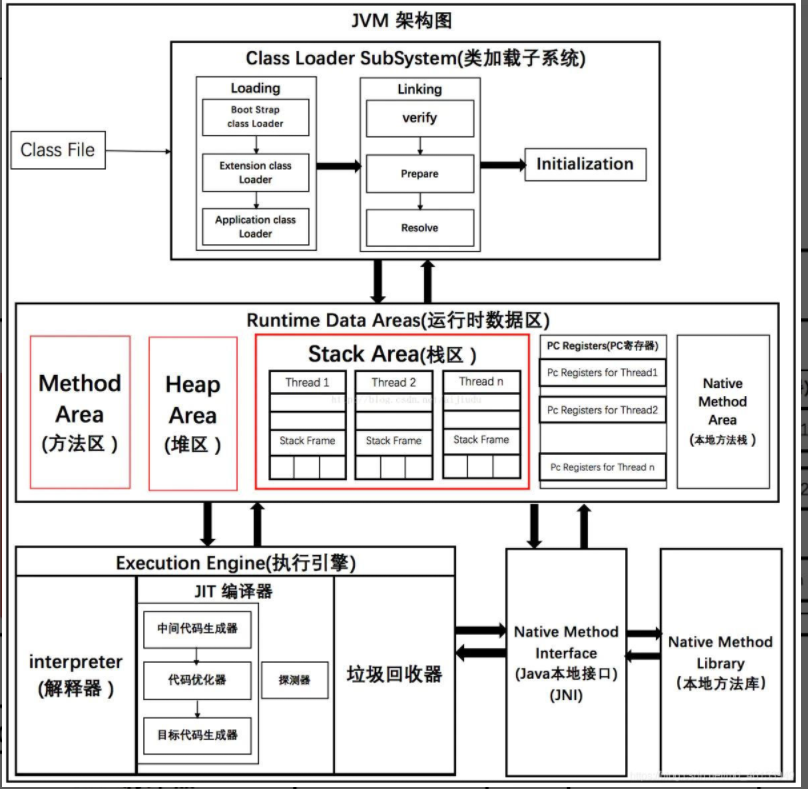 JVM 架构图
Class Loader SubSystem(类加载子系统)
Class File
Loading
Boot Strap
class Loader
Extension class
Loader
Application class
Loader
Linking
verify
Prepare
Resolve
Initialization
Runtime Data Areas(运行时数据区)
Method
Area
(方法区)
Heap
Area
(堆区)
Stack Area(栈区)
Thread 1
Stack Frame
Thread 2
Stack Frame
Thread n
Stack Frame
PC Registers(PC寄存器)
Pc Registers for Thread1
Pc Registers for Thread2
Pc Registers for Thread n
Native
Method
Area
(本地方法栈)
Execution Engine(执行引擎)
interpreter
(解释器)
JIT 编译器
中间代码生成器
代码优化器
目标代码生成器
探测器
垃圾回收器
Native Method
Interface
(Java本地接口)
(JNI)
Native Method
Library
(本地方法库)